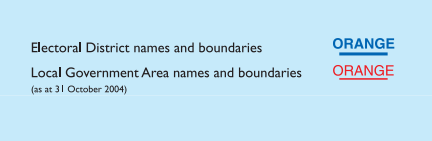 Electoral District names and boundaries ORANGE
Local Government Area names and boundaries ORANGE
(as at 31 October 2004)